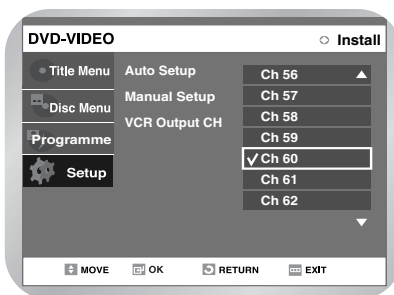 DVD-VIDEO
Install
Title Menu
Disc Menu
Programme
Setup
Auto Setup
Manual Setup
VCR Output CH
Ch 56
Ch 57
Ch 58
Ch 59
Ch 60
Ch 61
Ch 62
MOVE OK RETURN EXIT